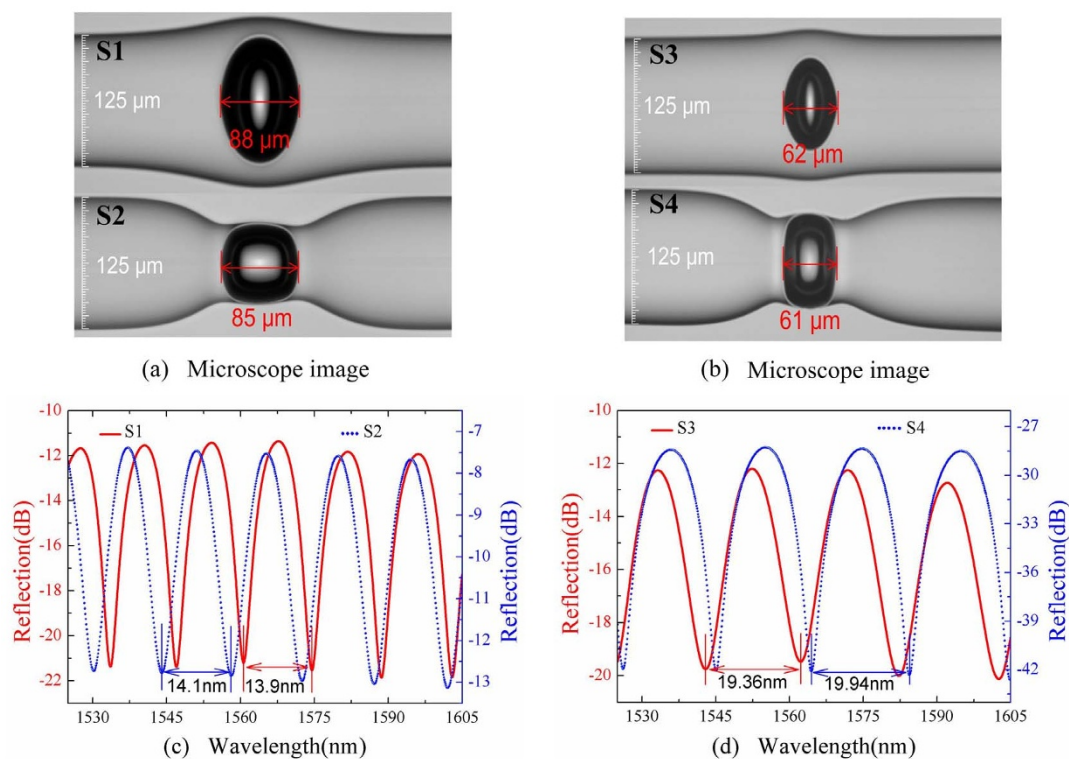 S1
125 µm
88 µm
S2
125 µm
85 µm
(a) Microscope image
S3
125 µm
62 µm
S4
125 µm
61 µm
(b) Microscope image
-10
-12
-14
-16
-18
-20
-22
Reflection(dB)
S1
S2
14.1nm
13.9nm
-7
-8
-9
-10
-11
-12
-13
Reflection(dB)
1530 1545 1560 1575 1590 1605
(c) Wavelength(nm)
-10
-12
-14
-16
-18
-20
Reflection(dB)
S3
S4
19.36nm
19.94nm
-27
-30
-33
-36
-39
-42
Reflection(dB)
1530 1545 1560 1575 1590 1605
(d) Wavelength(nm)